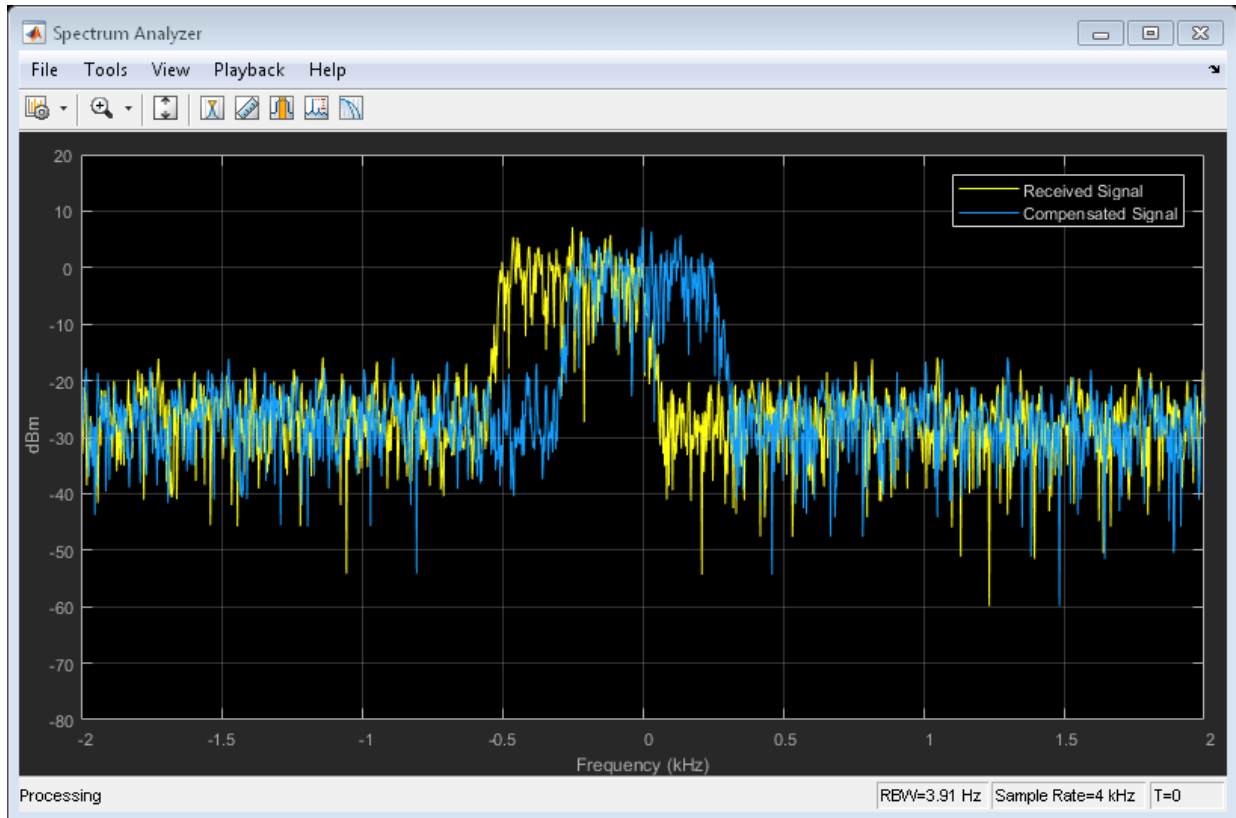 Spectrum Analyzer
File Tools View Playback Help
20
10
0
-10
-20
-30
-40
-50
-60
-70
-80
dBm
Received Signal
Compensated Signal
-2 -1.5 -1 -0.5 0 0.5 1 1.5 2
Frequency (kHz)
Processing RBW=3.91 Hz Sample Rate=4 kHz T=0